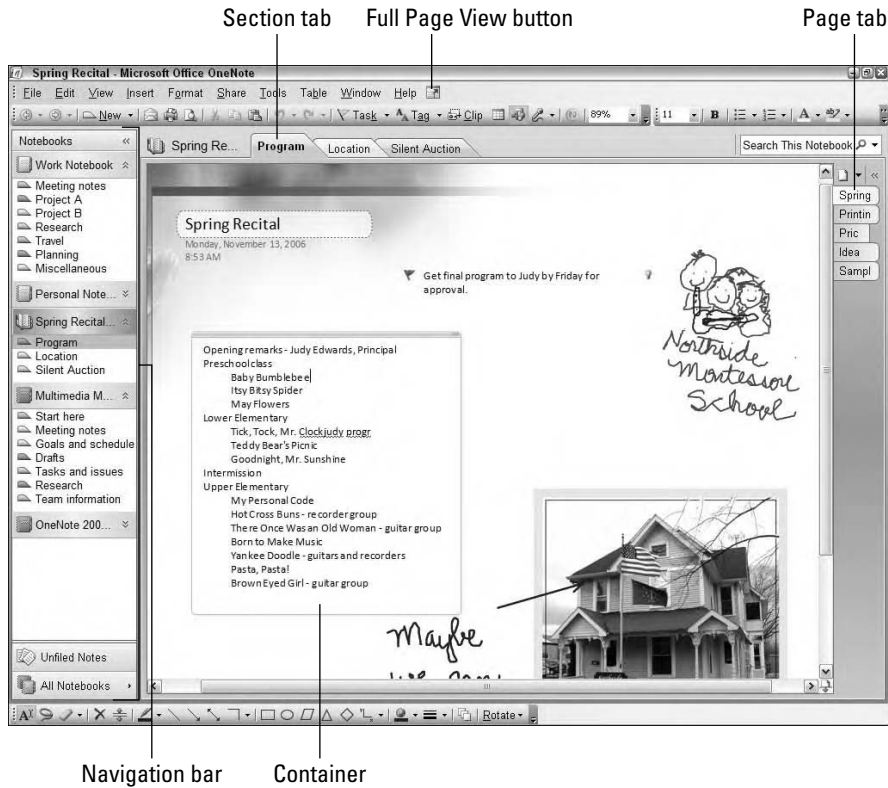 Section tab Full Page View button Page tab
Spring Recital - Microsoft Office OneNote
File Edit View Insert Format Share Tools Table Window Help
New Task Tag Clip 89% 11 B A
Notebooks
Spring Re... Program Location Silent Auction Search This Notebook
Work Notebook
Meeting notes
Project A
Project B
Research
Travel
Planning
Miscellaneous
Personal Note...
Spring Recital...
Program
Location
Silent Auction
Multimedia M...
Start here
Meeting notes
Goals and schedule
Drafts
Tasks and issues
Research
Team information
OneNote 200...
Unfiled Notes
All Notebooks
Spring Recital
Monday, November 13, 2006
8:53 AM
Get final program to Judy by Friday for
approval.
Northside
Montessori
School
Opening remarks - Judy Edwards, Principal
Preschool class
Baby Bumblebee
Itsy Bitsy Spider
May Flowers
Lower Elementary
Tick, Tock, Mr. Clockjudy progr
Teddy Bear's Picnic
Goodnight, Mr. Sunshine
Intermission
Upper Elementary
My Personal Code
Hot Cross Buns - recorder group
There Once Was an Old Woman - guitar group
Born to Make Music
Yankee Doodle - guitars and recorders
Pasta, Pasta!
Brown Eyed Girl - guitar group
Maybe
Spring
Printin
Pric
Idea
Sampl
Rotate
Navigation bar Container